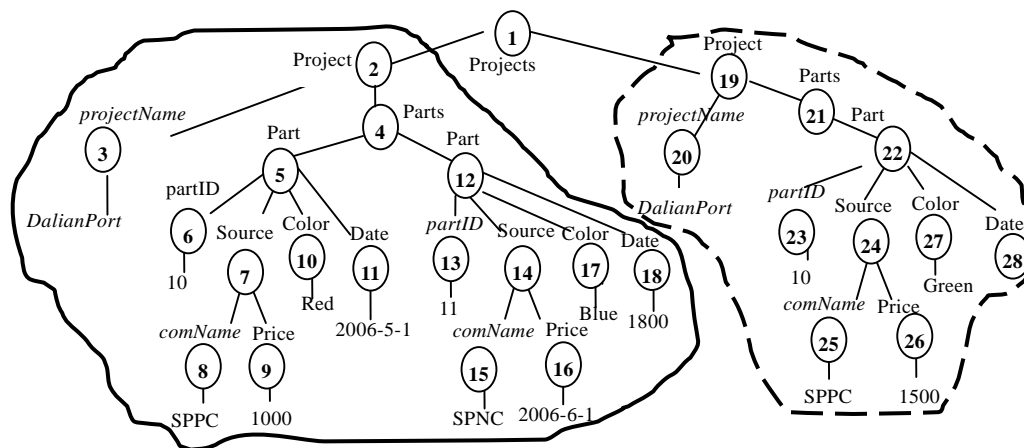 1
Projects
Project
2
Project
19
projectName
3
DalianPort
4
Parts
Part
5
Part
12
partID
6
10
Source
7
Color
10
Red
Date
11
2006-5-1
comName
8
SPPC
Price
9
1000
partID
13
11
Source
14
Color
17
Blue
Date
18
1800
comName
15
SPNC
Price
16
2006-6-1
projectName
20
DalianPort
Parts
21
Part
22
partID
23
10
Source
24
Color
27
Green
Date
28
comName
25
SPPC
Price
26
1500